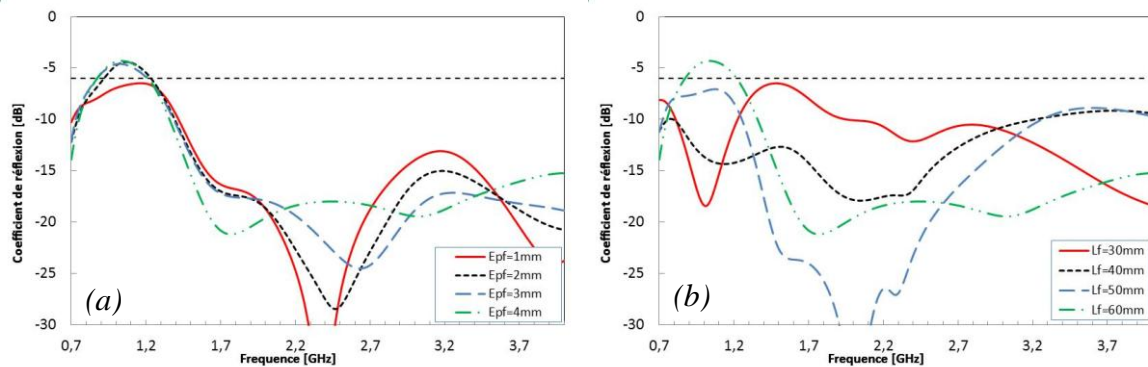 0
-5
-10
-15
-20
-25
-30
Coefficient de réflexion [dB]
0,7
1,2
1,7
2,2
2,7
3,2
3,7
Frequence [GHz]
Epf=1mm
Epf=2mm
Epf=3mm
Epf=4mm
(a)
0
-5
-10
-15
-20
-25
-30
Coefficient de réflexion [dB]
0,7
1,2
1,7
2,2
2,7
3,2
3,7
Frequence [GHz]
Lf=30mm
Lf=40mm
Lf=50mm
Lf=60mm
(b)